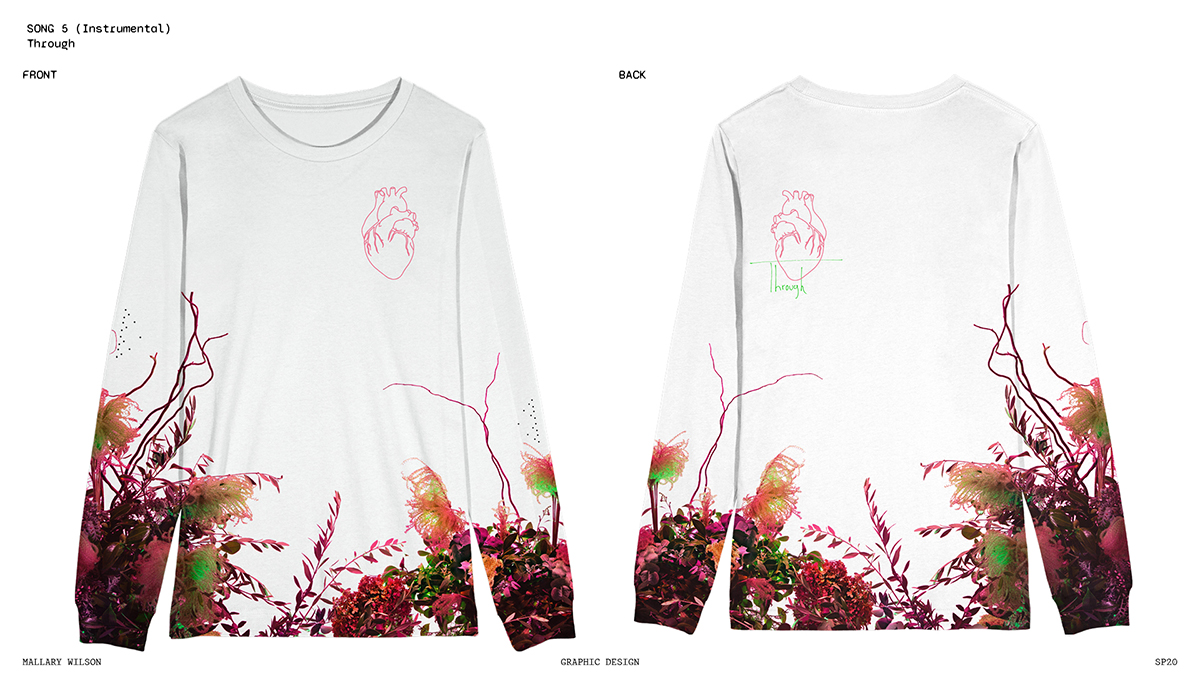 SONG 5 (Instrumental)
Through
FRONT
BACK
Through
MALLARY WILSON
GRAPHIC DESIGN
SP20